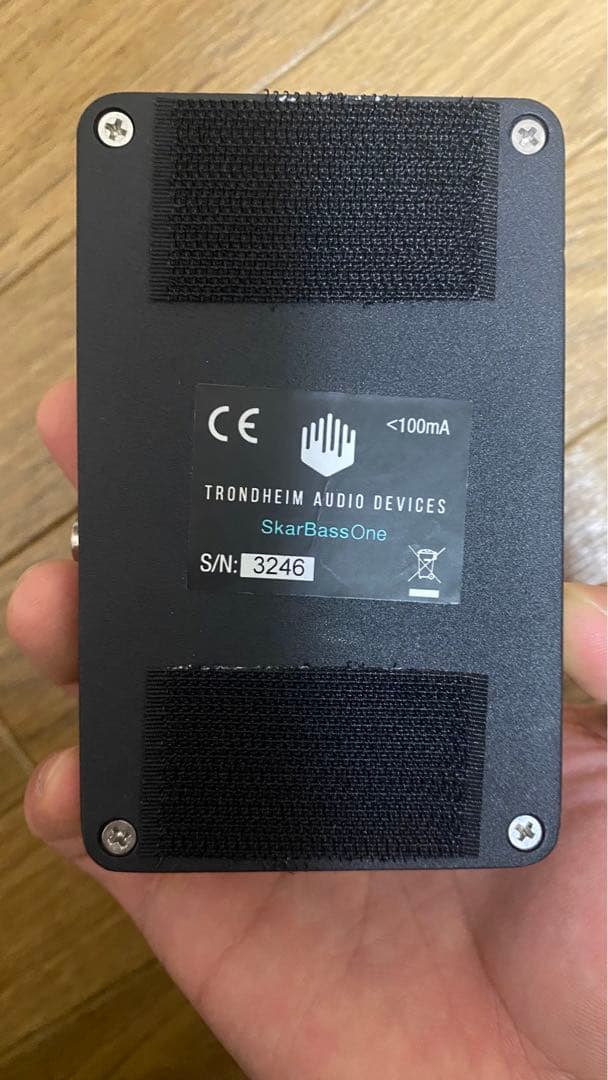 CE
<100mA
TRONDHEIM AUDIO DEVICES
SkarBassOne
S/N: 3246